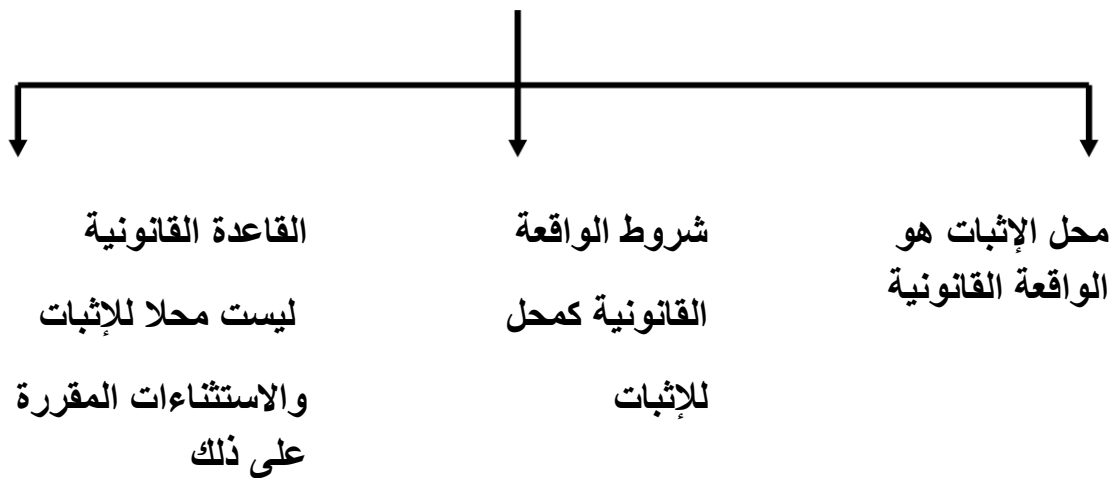 محل الإثبات هو
الواقعة القانونية
شروط الواقعة
القانونية كمحل
للإثبات
القاعدة القانونية
ليست محلا للإثبات
والاستثناءات المقررة
على ذلك